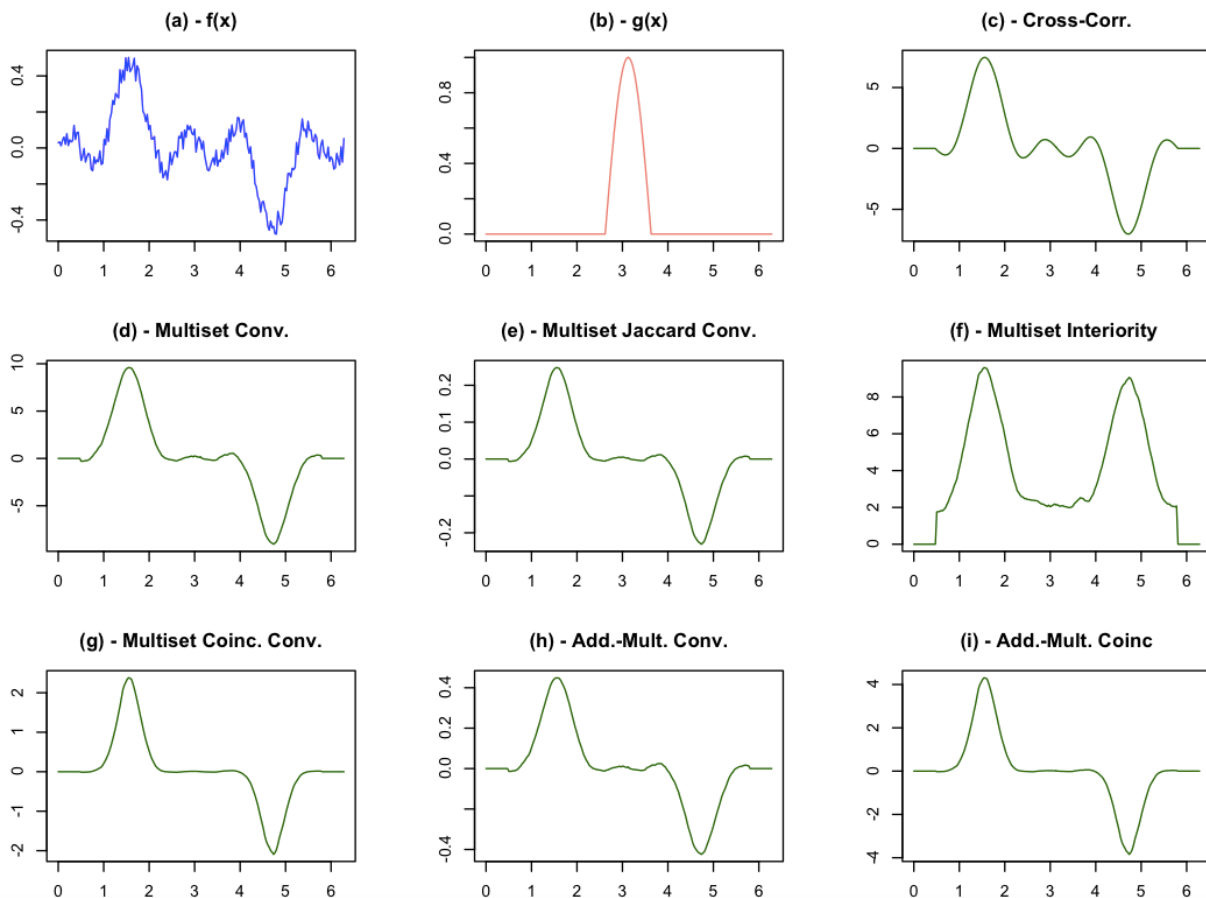 (a) - f(x)
(b) - g(x)
(c) - Cross-Corr.
0.4
0.0
-0.4
0 1 2 3 4 5 6
0.8
0.4
0.0
0 1 2 3 4 5 6
5
0
-5
0 1 2 3 4 5 6
(d) - Multiset Conv.
(e) - Multiset Jaccard Conv.
(f) - Multiset Interiority
10
5
0
-5
0 1 2 3 4 5 6
0.2
0.1
0.0
-0.2
0 1 2 3 4 5 6
8
6
4
2
0
0 1 2 3 4 5 6
(g) - Multiset Coinc. Conv.
(h) - Add.-Mult. Conv.
(i) - Add.-Mult. Coinc
2
1
0
-1
-2
0 1 2 3 4 5 6
0.4
0.2
0.0
-0.4
0 1 2 3 4 5 6
4
2
0
-2
-4
0 1 2 3 4 5 6